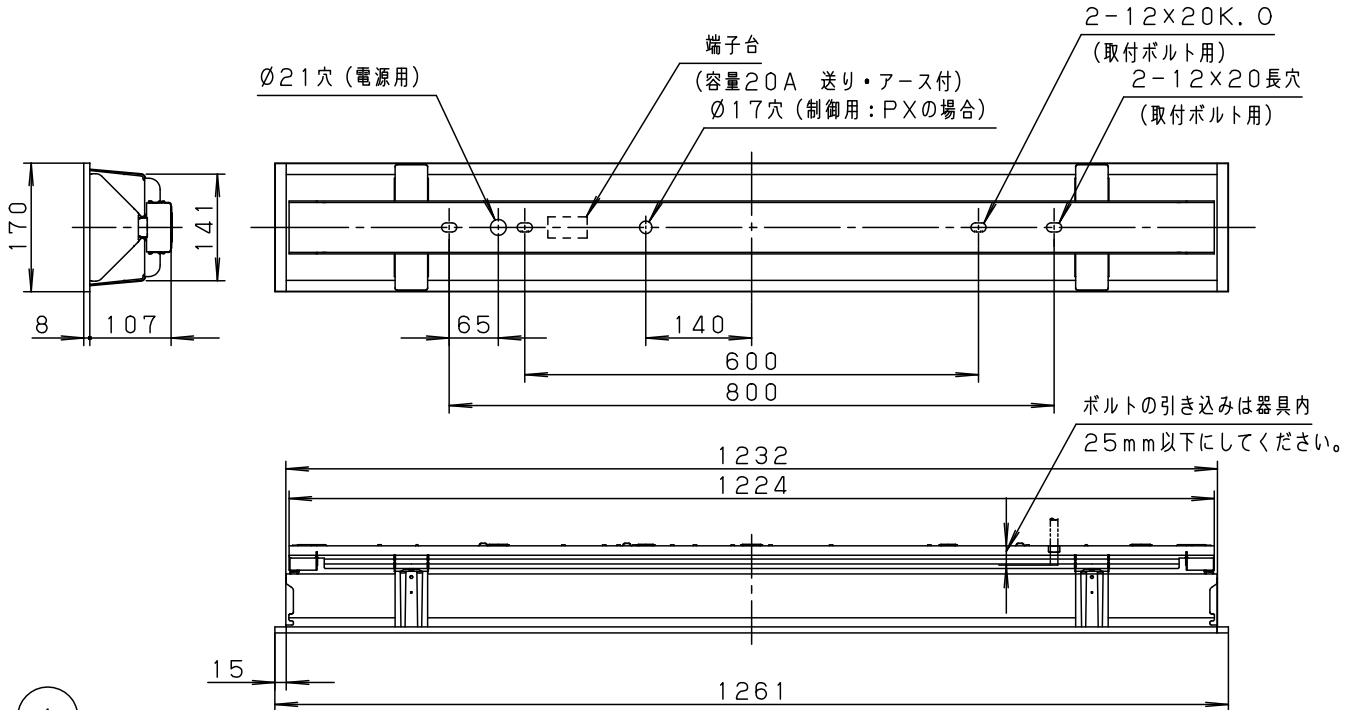 2-12×20K.O
(取付ボルト用)
端子台
(容量20A 送り・アース付)
Ø21穴(電源用)
2-12×20長穴
(取付ボルト用)
Ø17穴(制御用:PXの場合)
170
141
8
107
65
140
600
800
ボルトの引き込みは器具内
25mm以下にしてください。
1232
1224
15
1261